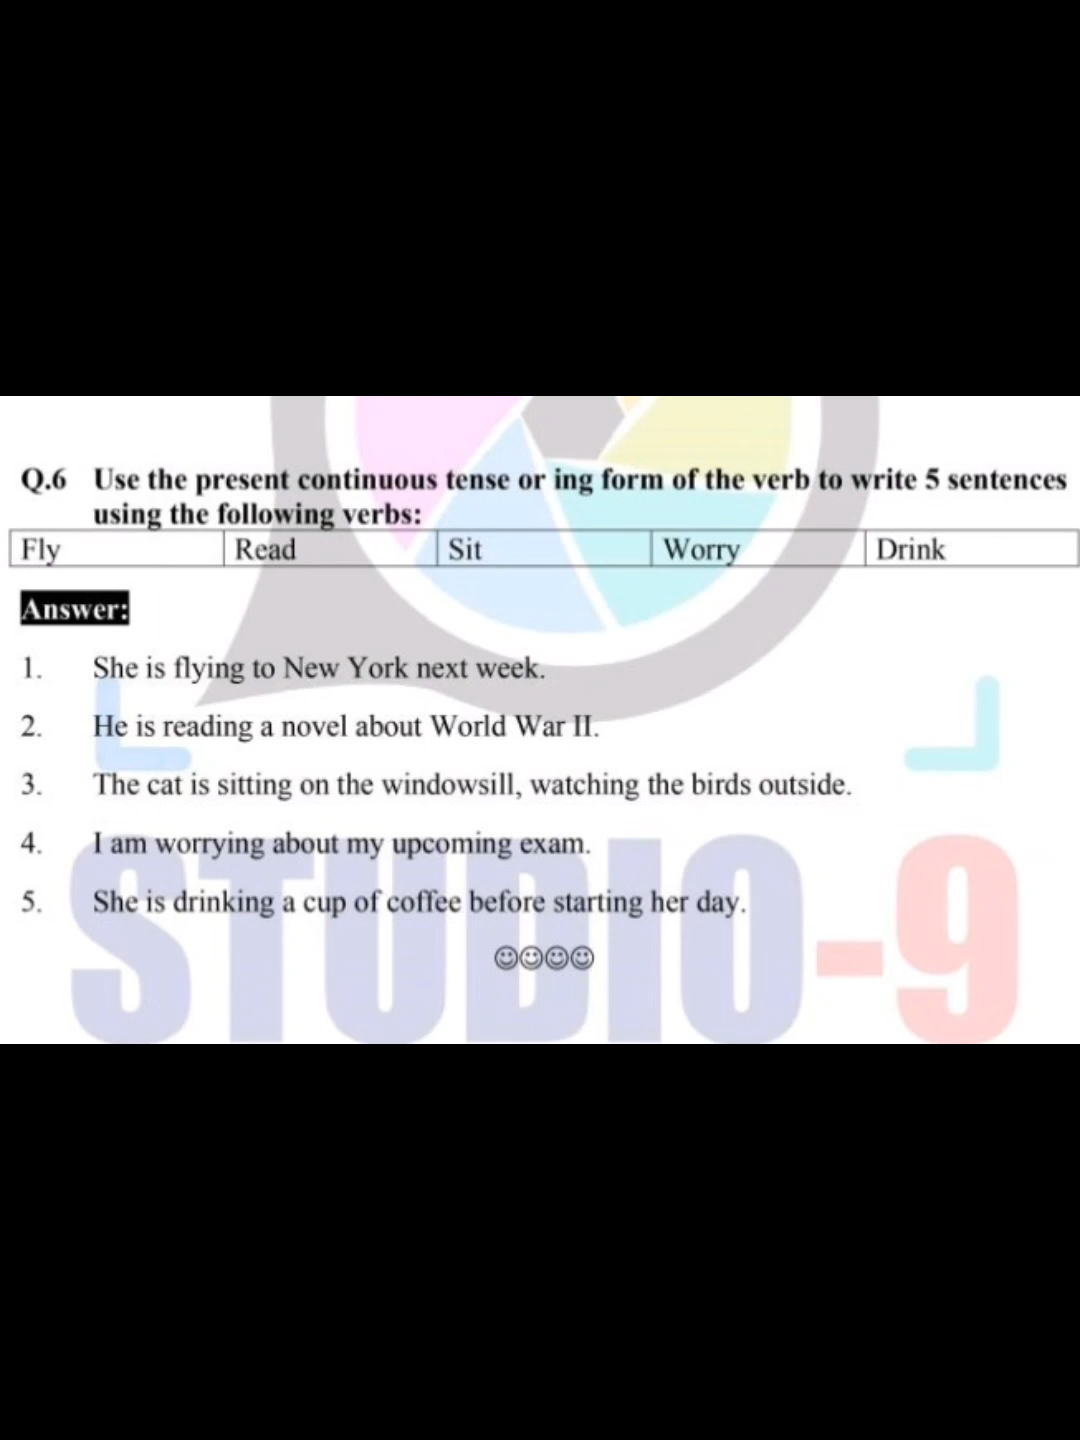 Q.6 Use the present continuous tense or ing form of the verb to write 5 sentences
using the following verbs:
Fly Read Sit Worry Drink
Answer:
1. She is flying to New York next week.
2. He is reading a novel about World War II.
3. The cat is sitting on the windowsill, watching the birds outside.
4. I am worrying about my upcoming exam.
5. She is drinking a cup of coffee before starting her day.
☺☺☺☺
STUDIO-9